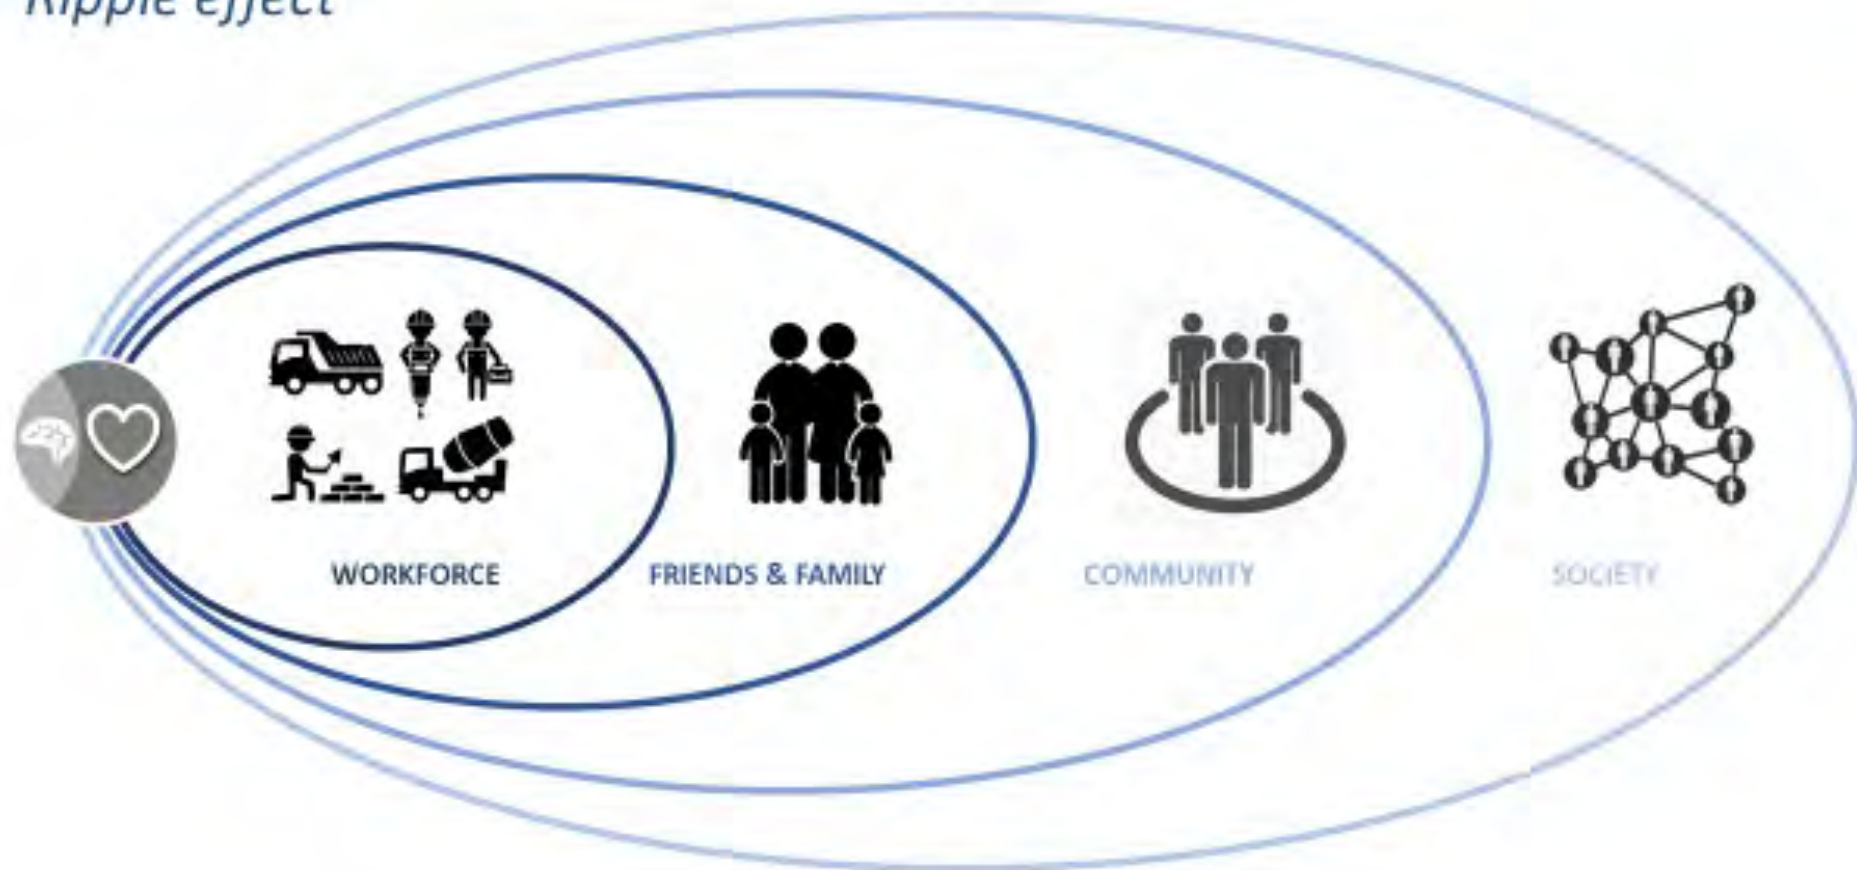 Ripple effect
WORKFORCE
FRIENDS & FAMILY
COMMUNITY
SOCIETY